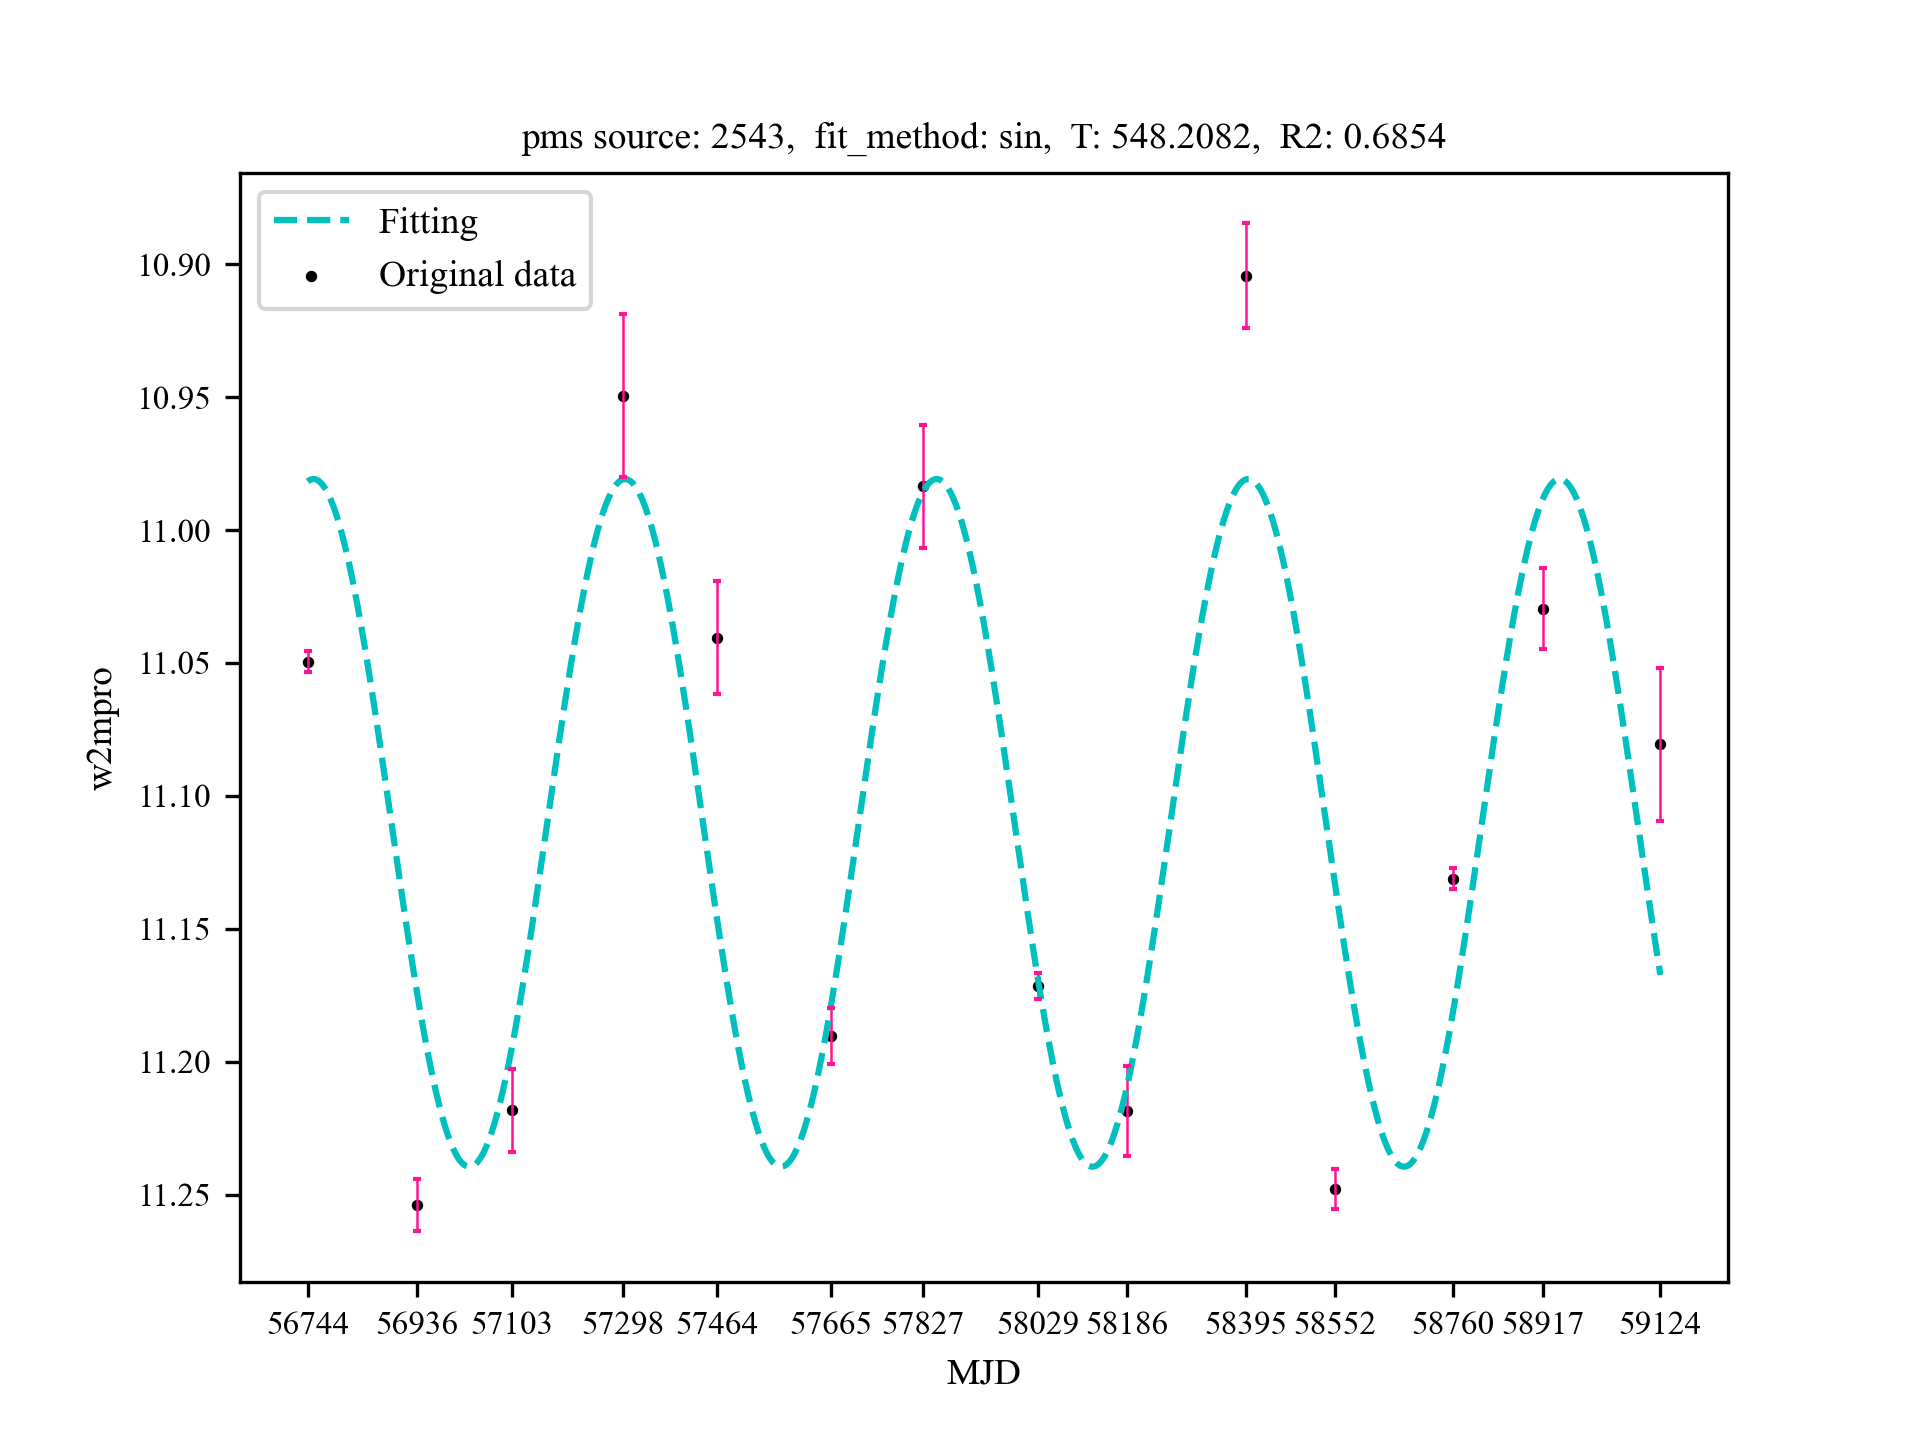 pms source: 2543,  fit_method: sin,  T: 548.2082,  R2: 0.6854
Fitting
Original data
10.90
10.95
11.00
11.05
11.10
11.15
11.20
11.25
w2mpro
56744 56936 57103 57298 57464 57665 57827 58029 58186 58395 58552 58760 58917 59124
MJD